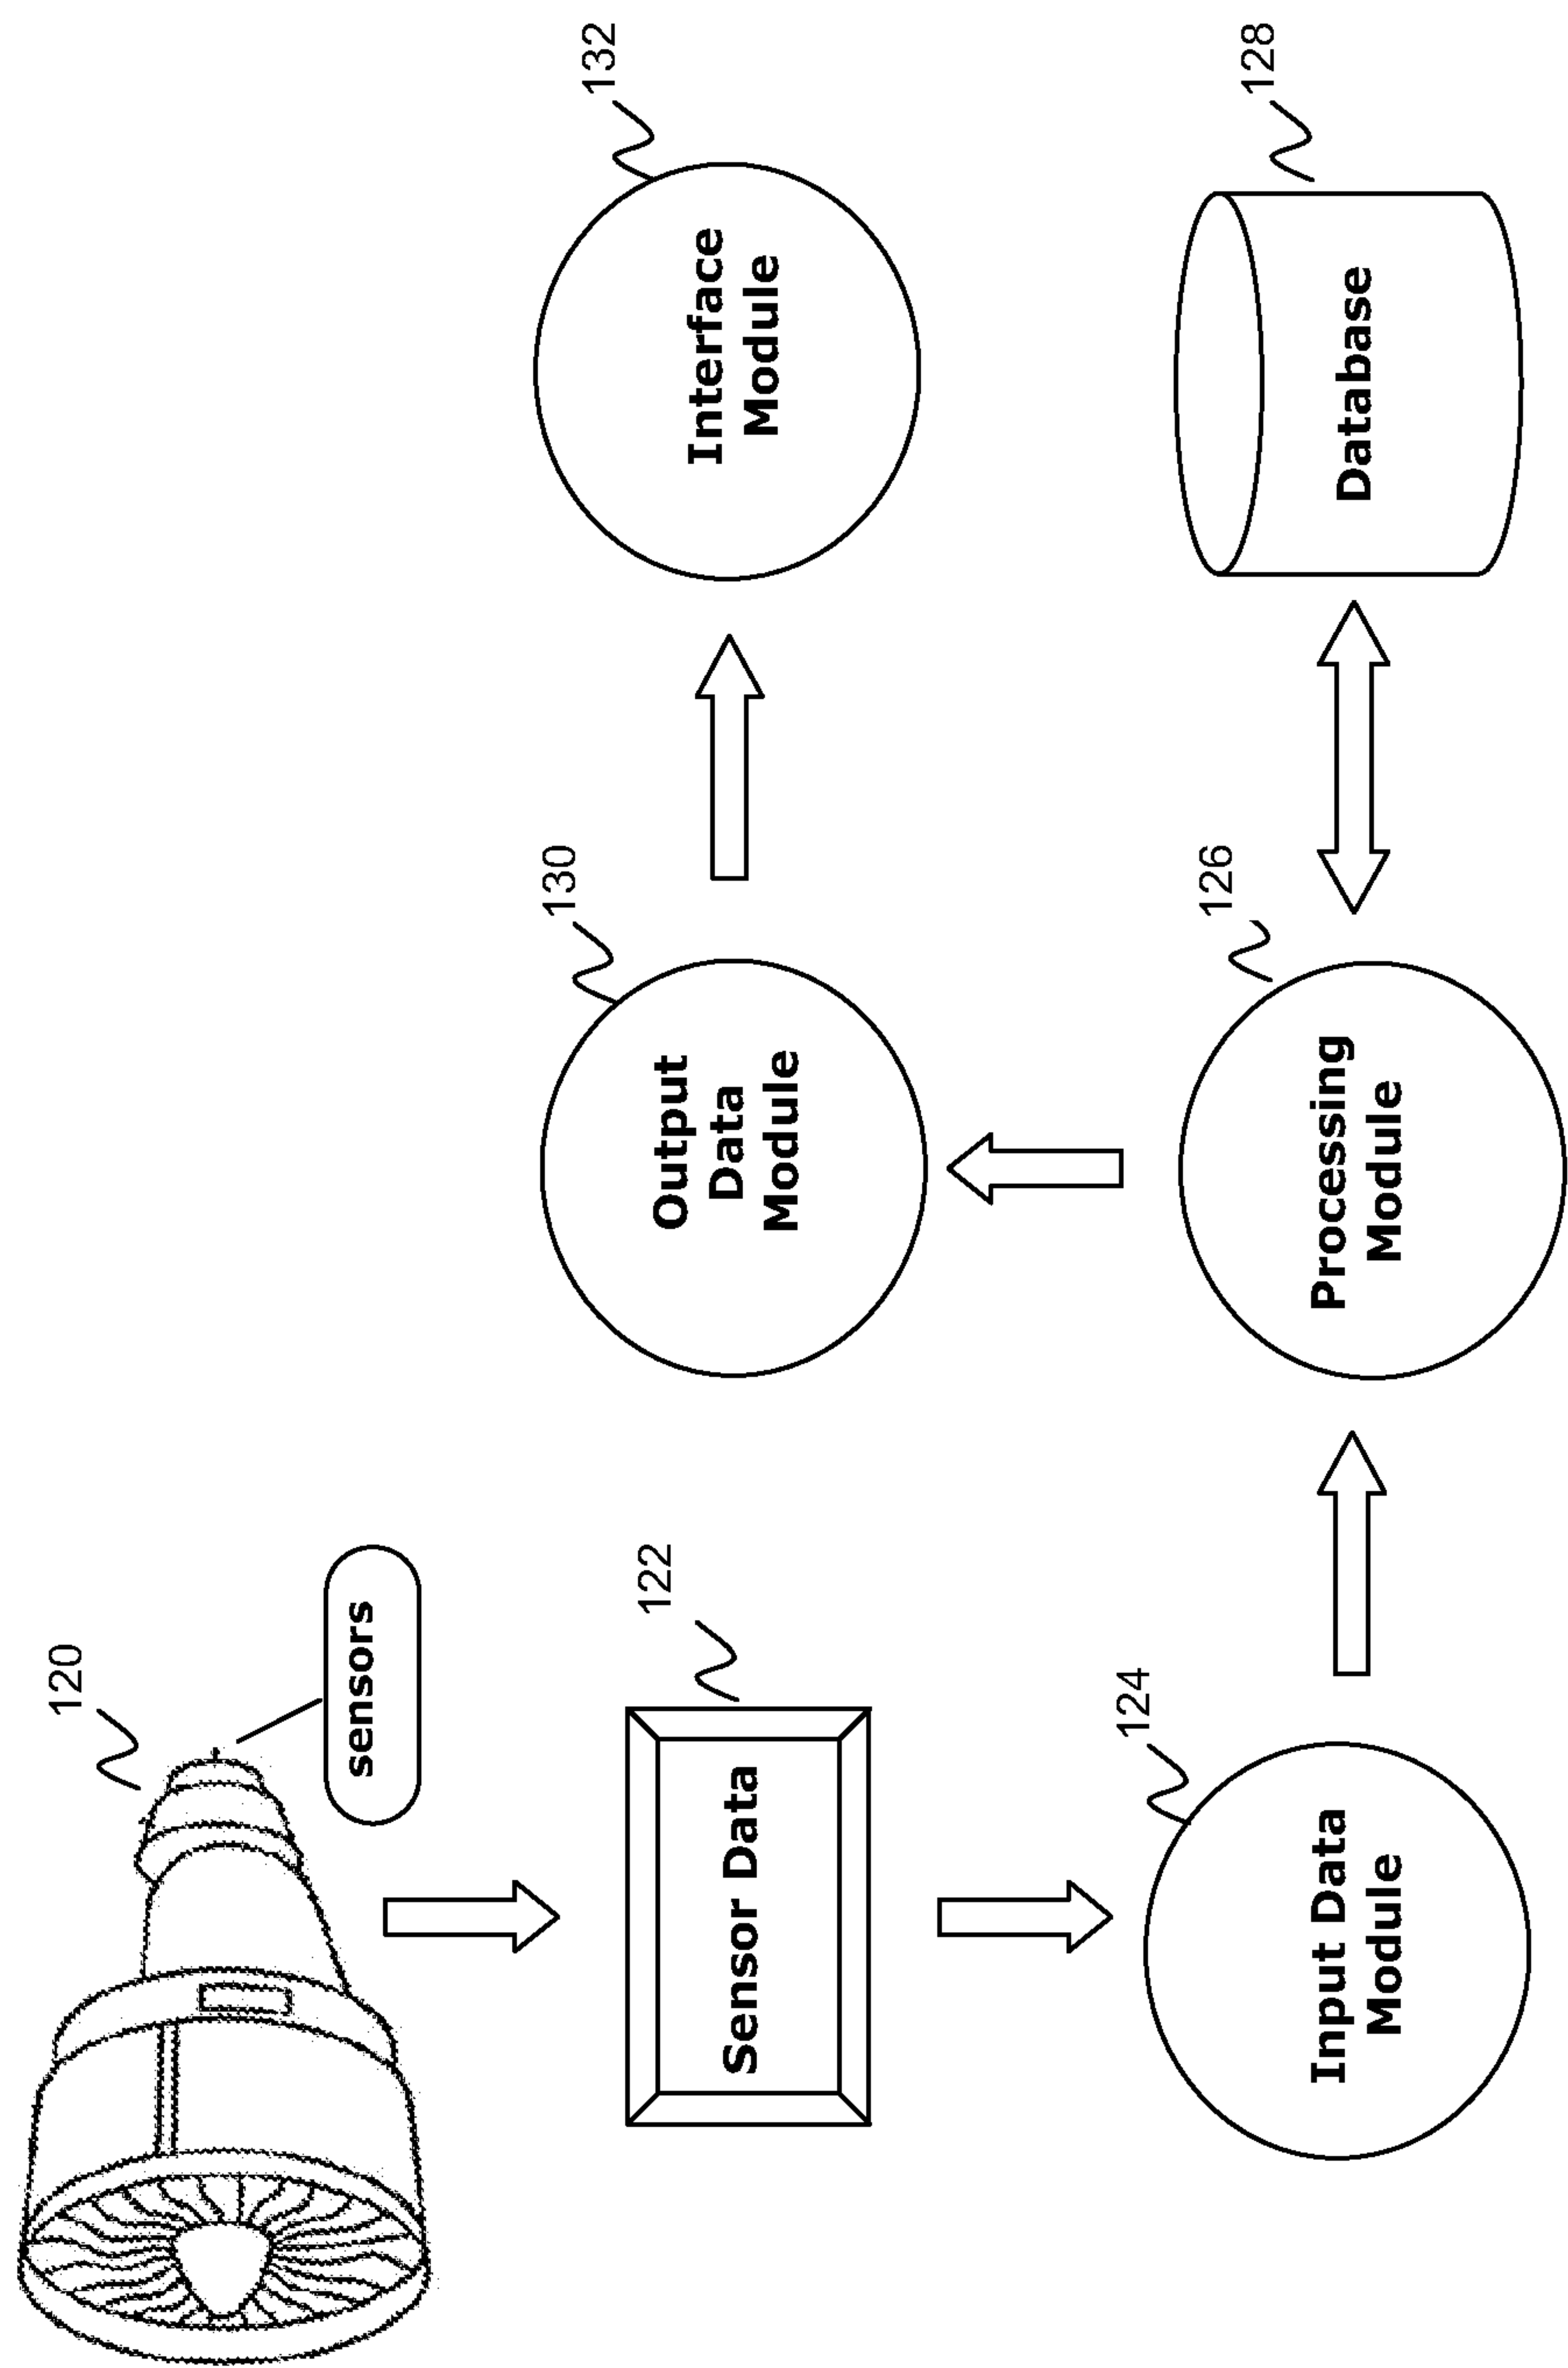 120
sensors
122
Sensor Data
124
Input Data
Module
126
Processing
Module
128
Database
130
Output
Data
Module
132
Interface
Module